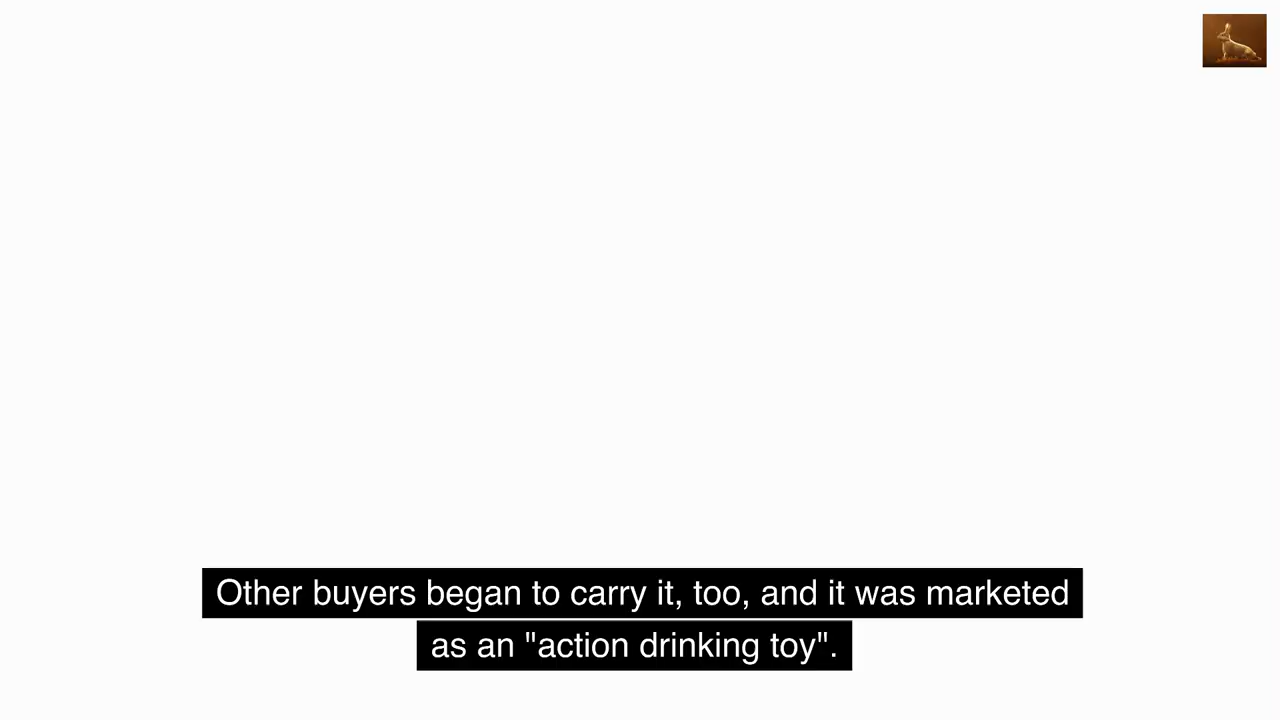 Other buyers began to carry it, too, and it was marketed
as an "action drinking toy".